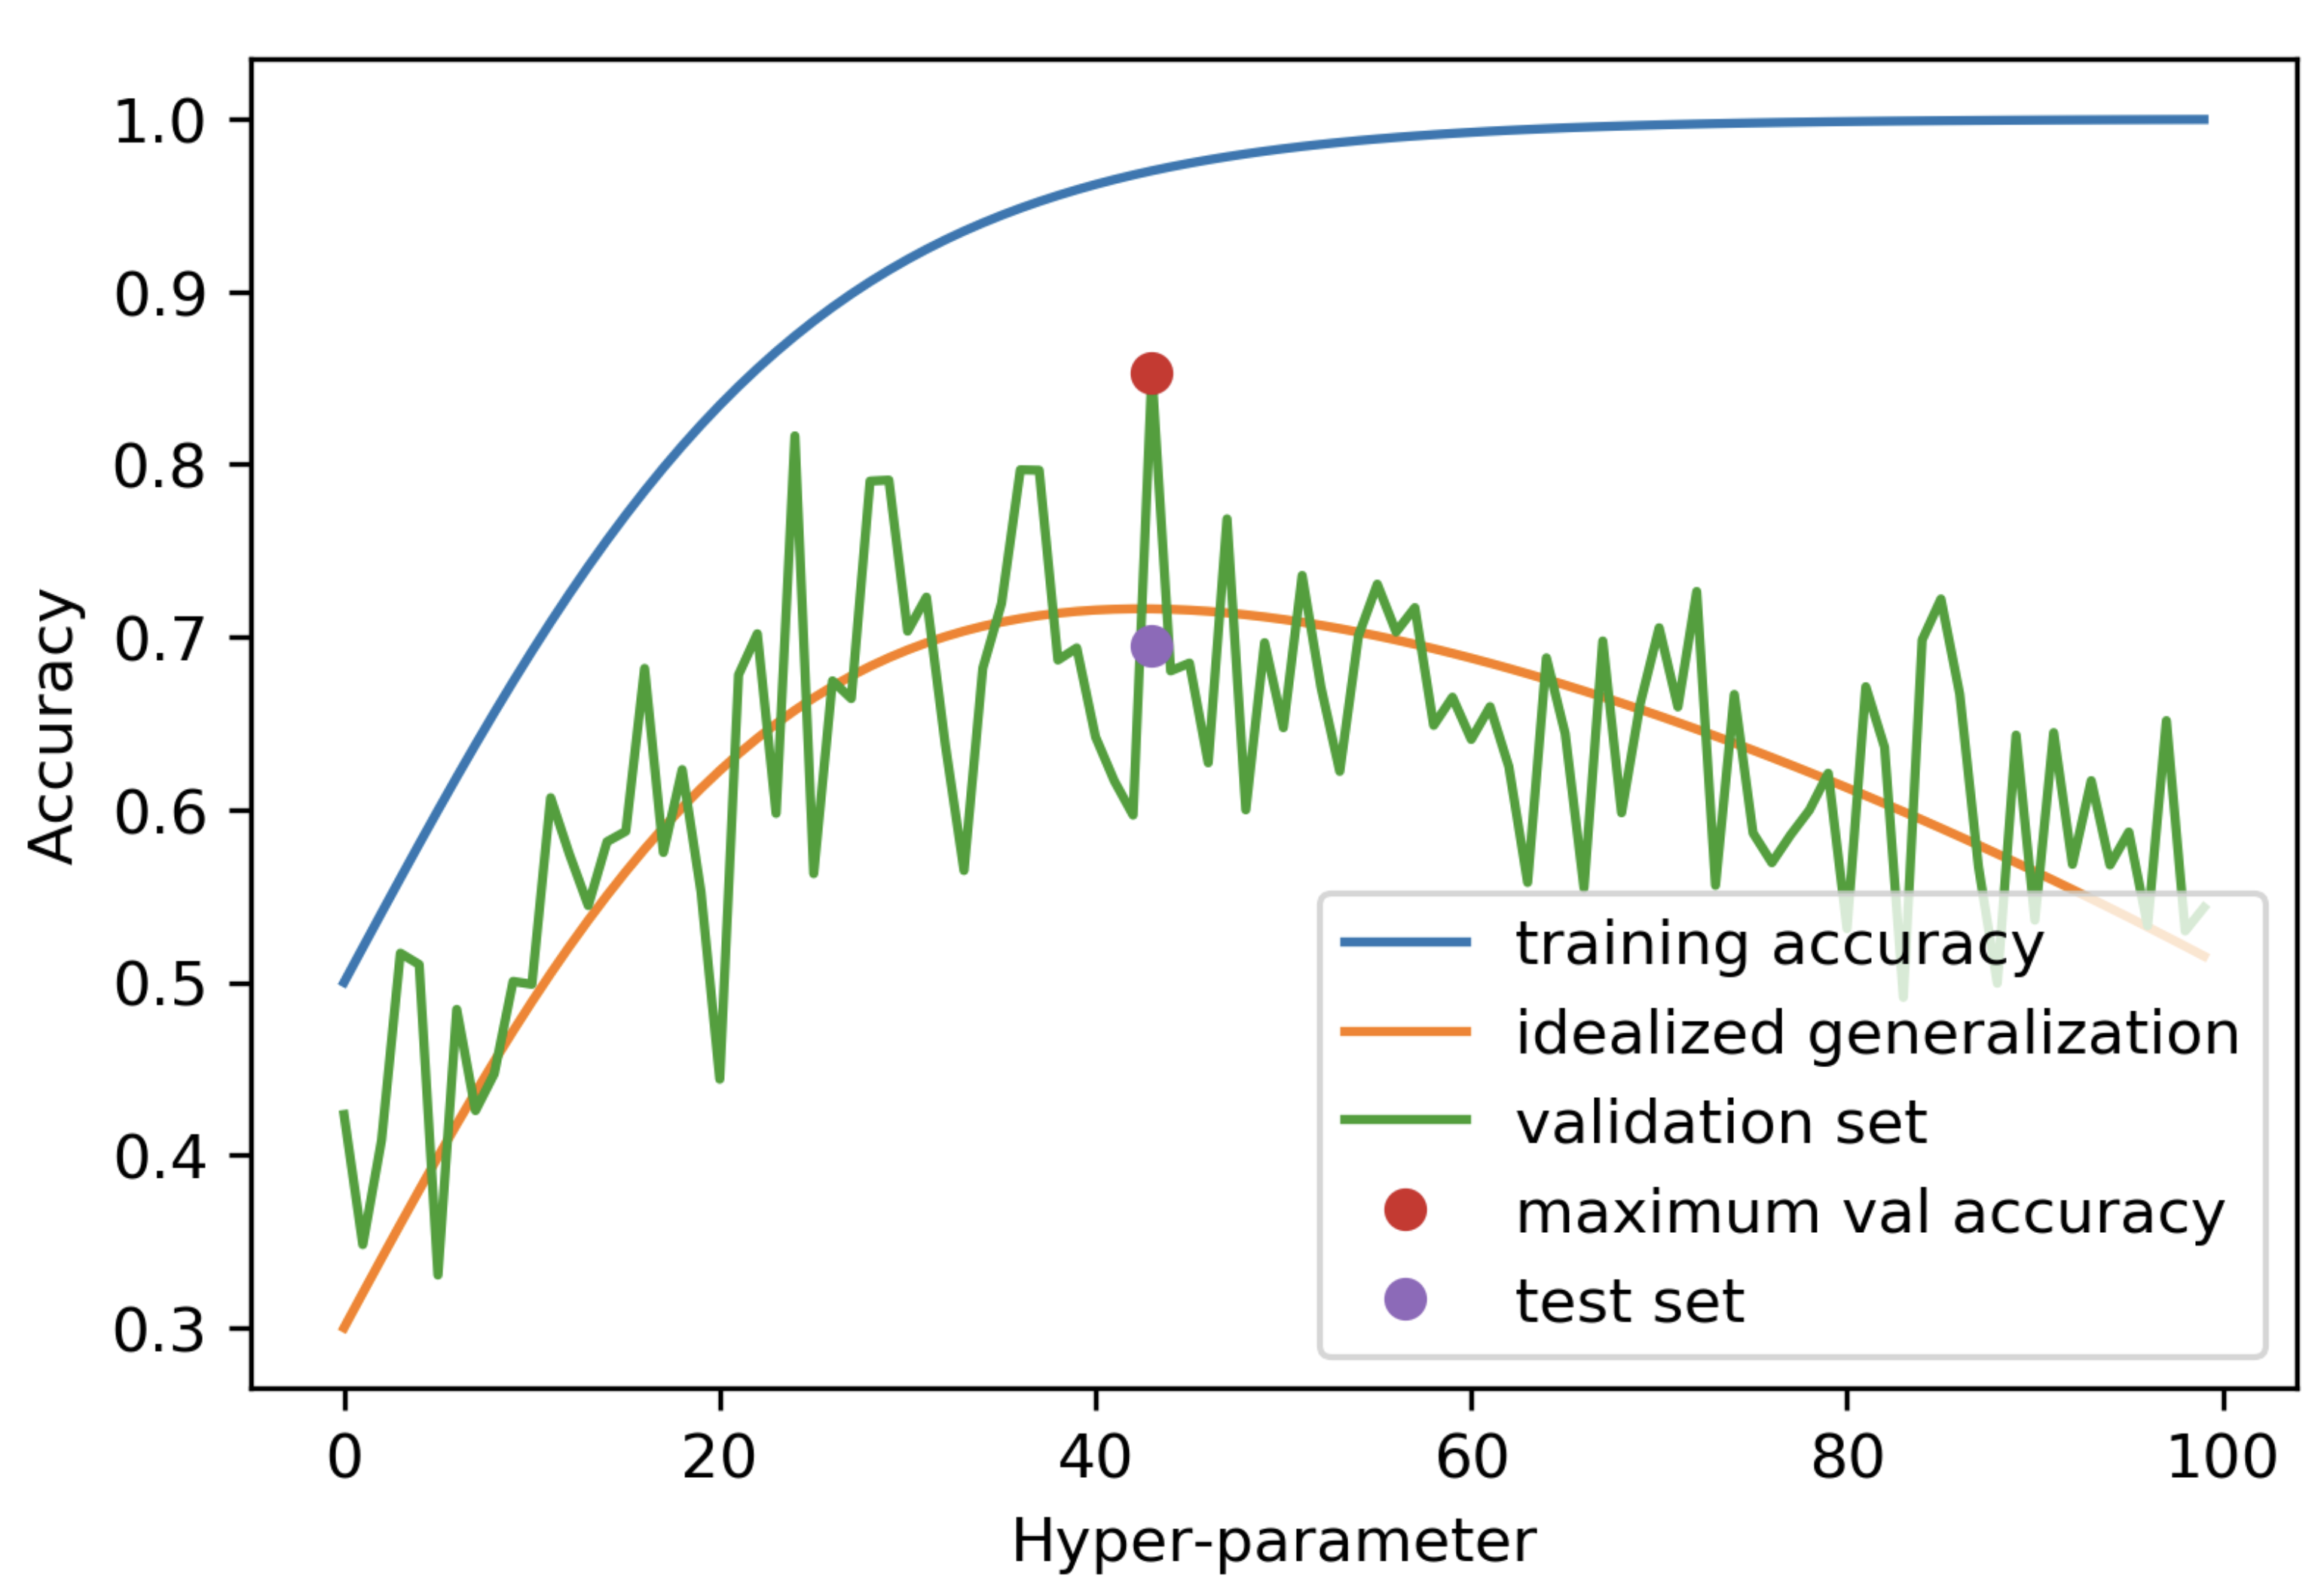 1.0
0.9
0.8
0.7
0.6
0.5
0.4
0.3
Accuracy
training accuracy
idealized generalization
validation set
maximum val accuracy
test set
0 20 40 60 80 100
Hyper-parameter